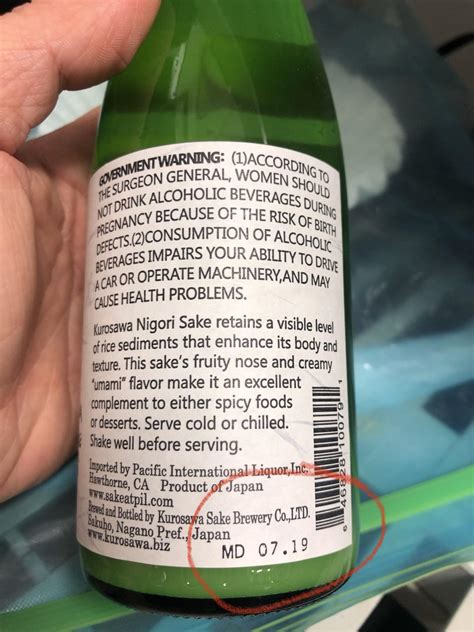 GOVERNMENT WARNING: (1)ACCORDING TO
THE SURGEON GENERAL, WOMEN SHOULD
NOT DRINK ALCOHOLIC BEVERAGES DURING
PREGNANCY BECAUSE OF THE RISK OF BIRTH
DEFECTS.(2)CONSUMPTION OF ALCOHOLIC
BEVERAGES IMPAIRS YOUR ABILITY TO DRIVE
A CAR OR OPERATE MACHINERY,AND MAY
CAUSE HEALTH PROBLEMS.
Kurosawa Nigori Sake retains a visible level
of rice sediments that enhance its body and
texture. This sake's fruity nose and creamy
"umami" flavor make it an excellent
complement to either spicy foods
or desserts. Serve cold or chilled.
Shake well before serving.
Imported by Pacific International Liquor,Inc.
Hawthorne, CA Product of Japan
www.sakeatpil.com
Brewed and Bottled by Kurosawa Sake Brewery Co.,LTD.
Sakuho, Nagano Pref., Japan
www.kurosawa.biz
MD 07.19